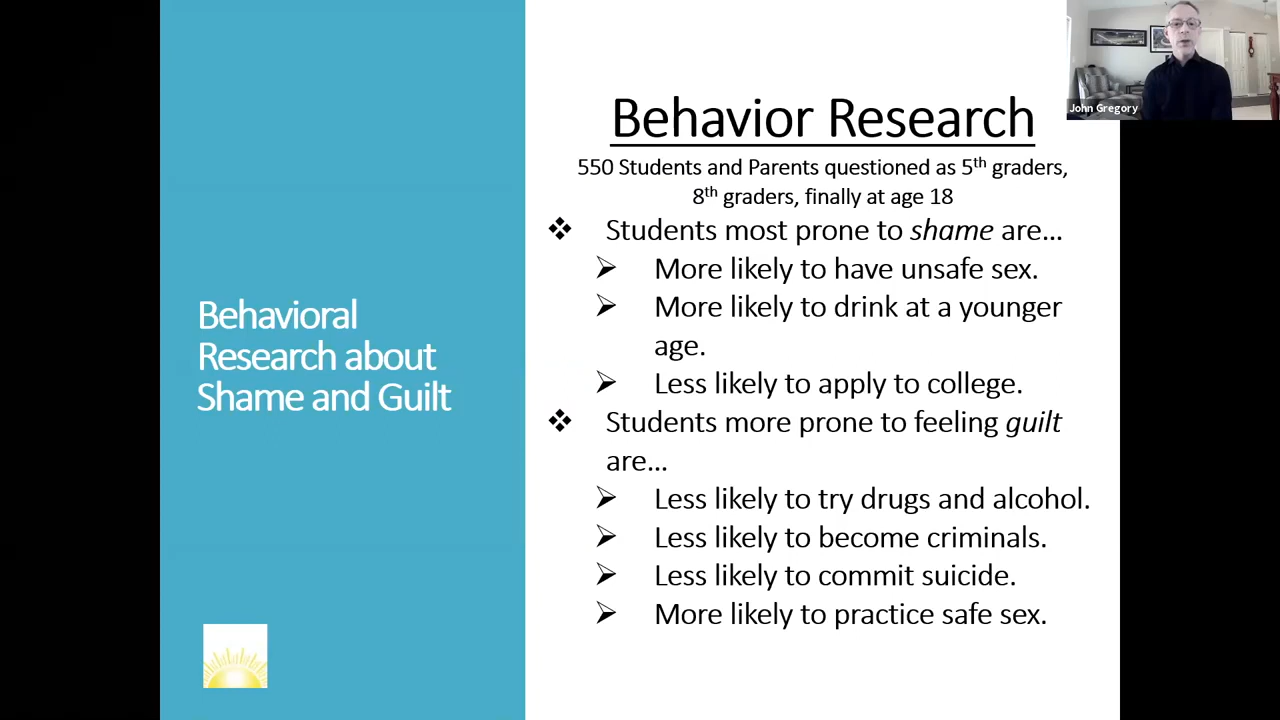 Behavioral
Research about
Shame and Guilt
Behavior Research
550 Students and Parents questioned as 5th graders,
8th graders, finally at age 18
❖ Students most prone to shame are…
➢ More likely to have unsafe sex.
➢ More likely to drink at a younger
age.
➢ Less likely to apply to college.
❖ Students more prone to feeling guilt
are…
➢ Less likely to try drugs and alcohol.
➢ Less likely to become criminals.
➢ Less likely to commit suicide.
➢ More likely to practice safe sex.
John Gregory